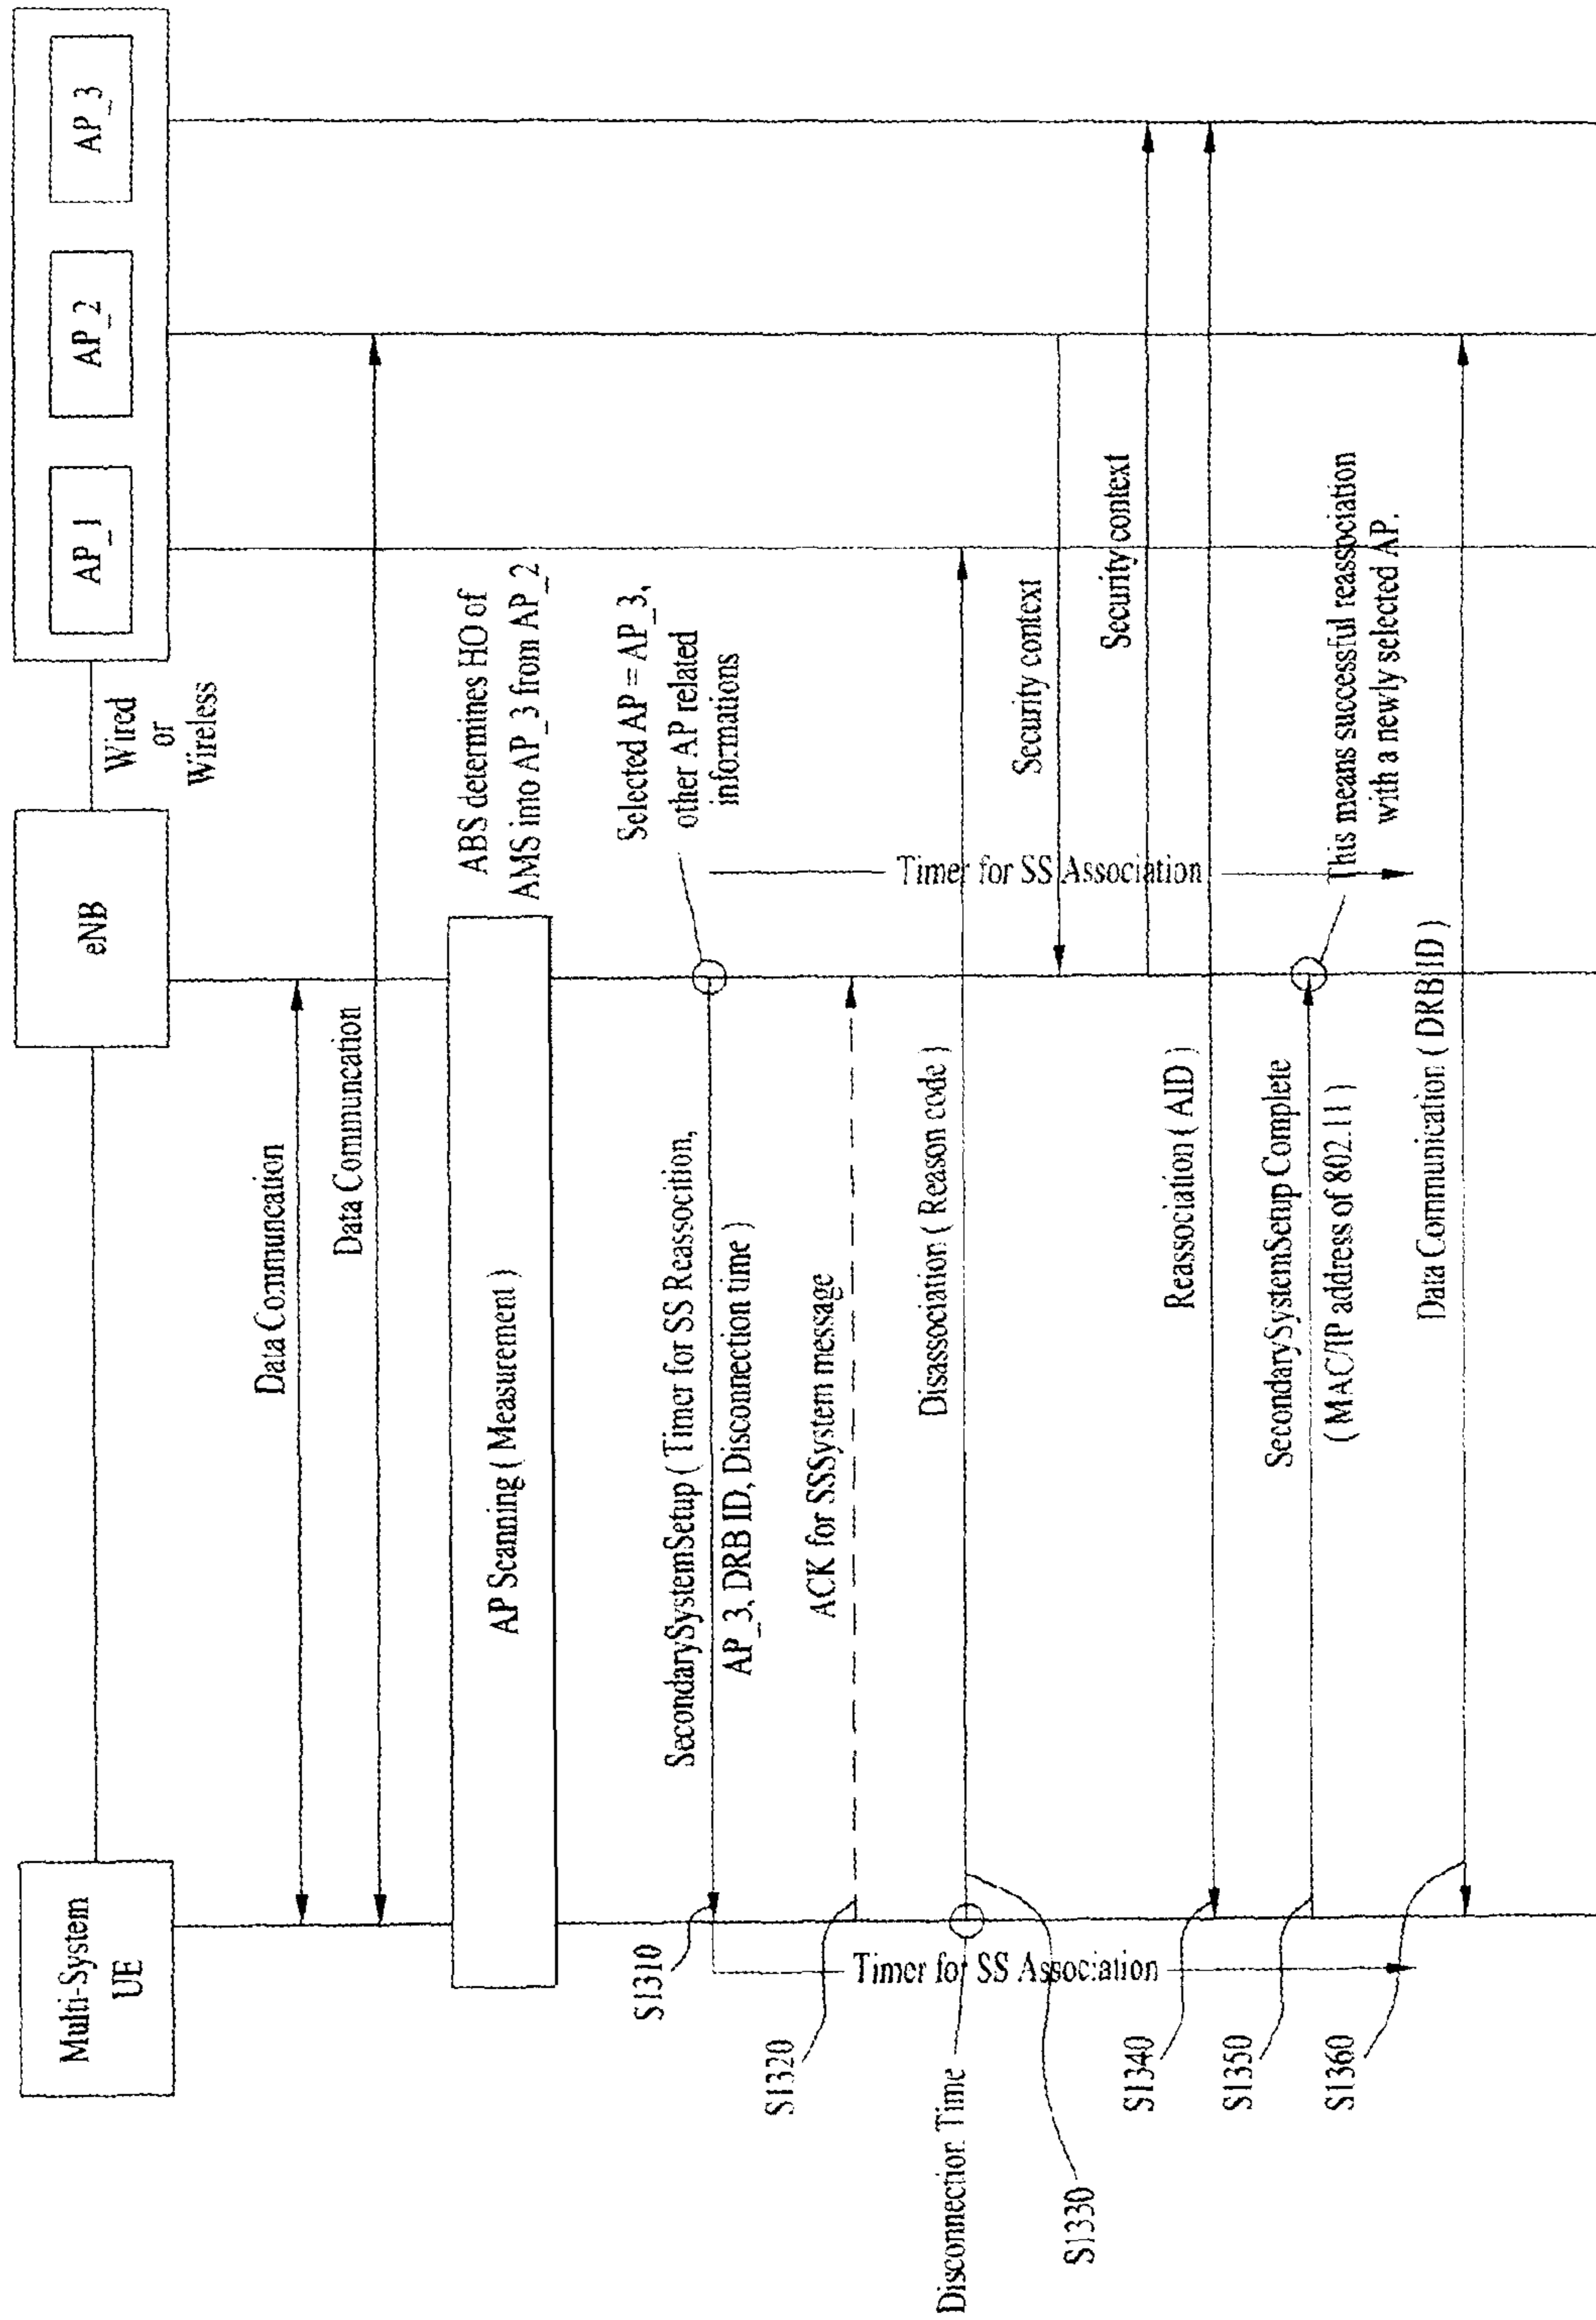 Multi-System
UE
eNB
Wired
or
Wireless
AP_1
AP_2
AP_3
Data Communcation
Data Communcation
AP Scanning ( Measurement )
ABS determines HO of
AMS into AP_3 from AP_2
S1310
SecondarySystemSetup ( Timer for SS Reassocition,
AP_3, DRB ID, Disconnection time )
Selected AP = AP_3,
other AP related
informations
S1320
ACK for SSSystem message
Timer for SS Association
Timer for SS Association
Disconnection Time
S1330
Disassociation ( Reason code )
Security context
Security context
S1340
Reassociation ( AID )
S1350
SecondarySystemSetup Complete
( MAC/IP address of 802.11 )
This means successful reassociation
with a newly selected AP.
S1360
Data Communication ( DRB ID )